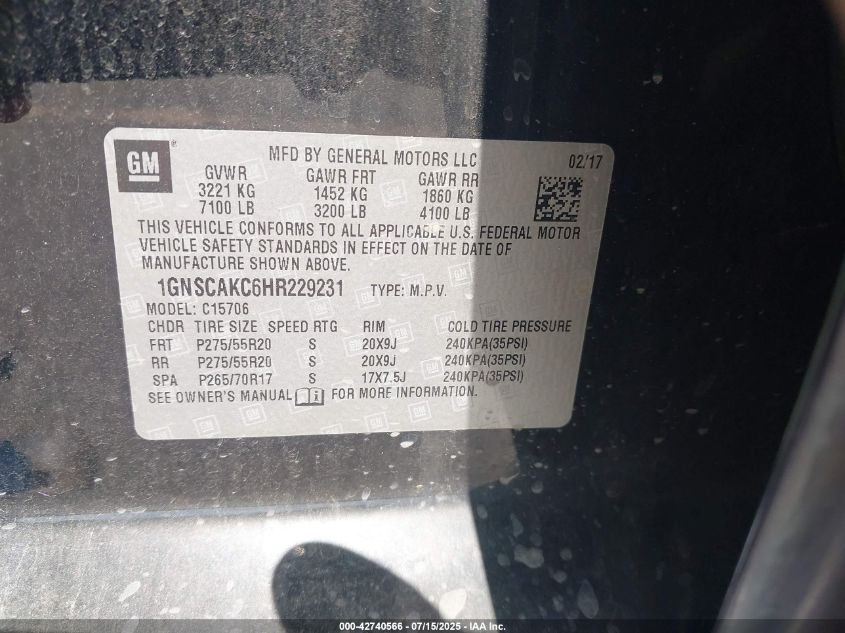 GM®
MFD BY GENERAL MOTORS LLC 02/17
GVWR GAWR FRT GAWR RR
3221 KG 1452 KG 1860 KG
7100 LB 3200 LB 4100 LB
THIS VEHICLE CONFORMS TO ALL APPLICABLE U.S. FEDERAL MOTOR
VEHICLE SAFETY STANDARDS IN EFFECT ON THE DATE OF
MANUFACTURE SHOWN ABOVE.
1GNSCAKC6HR229231 TYPE: M.P.V.
MODEL: C15706
CHDR TIRE SIZE SPEED RTG RIM COLD TIRE PRESSURE
FRT P275/55R20 S 20X9J 240KPA(35PSI)
RR P275/55R20 S 20X9J 240KPA(35PSI)
SPA P265/70R17 S 17X7.5J 240KPA(35PSI)
SEE OWNER'S MANUAL i FOR MORE INFORMATION.
000-42740566 - 07/15/2025 - IAA Inc.